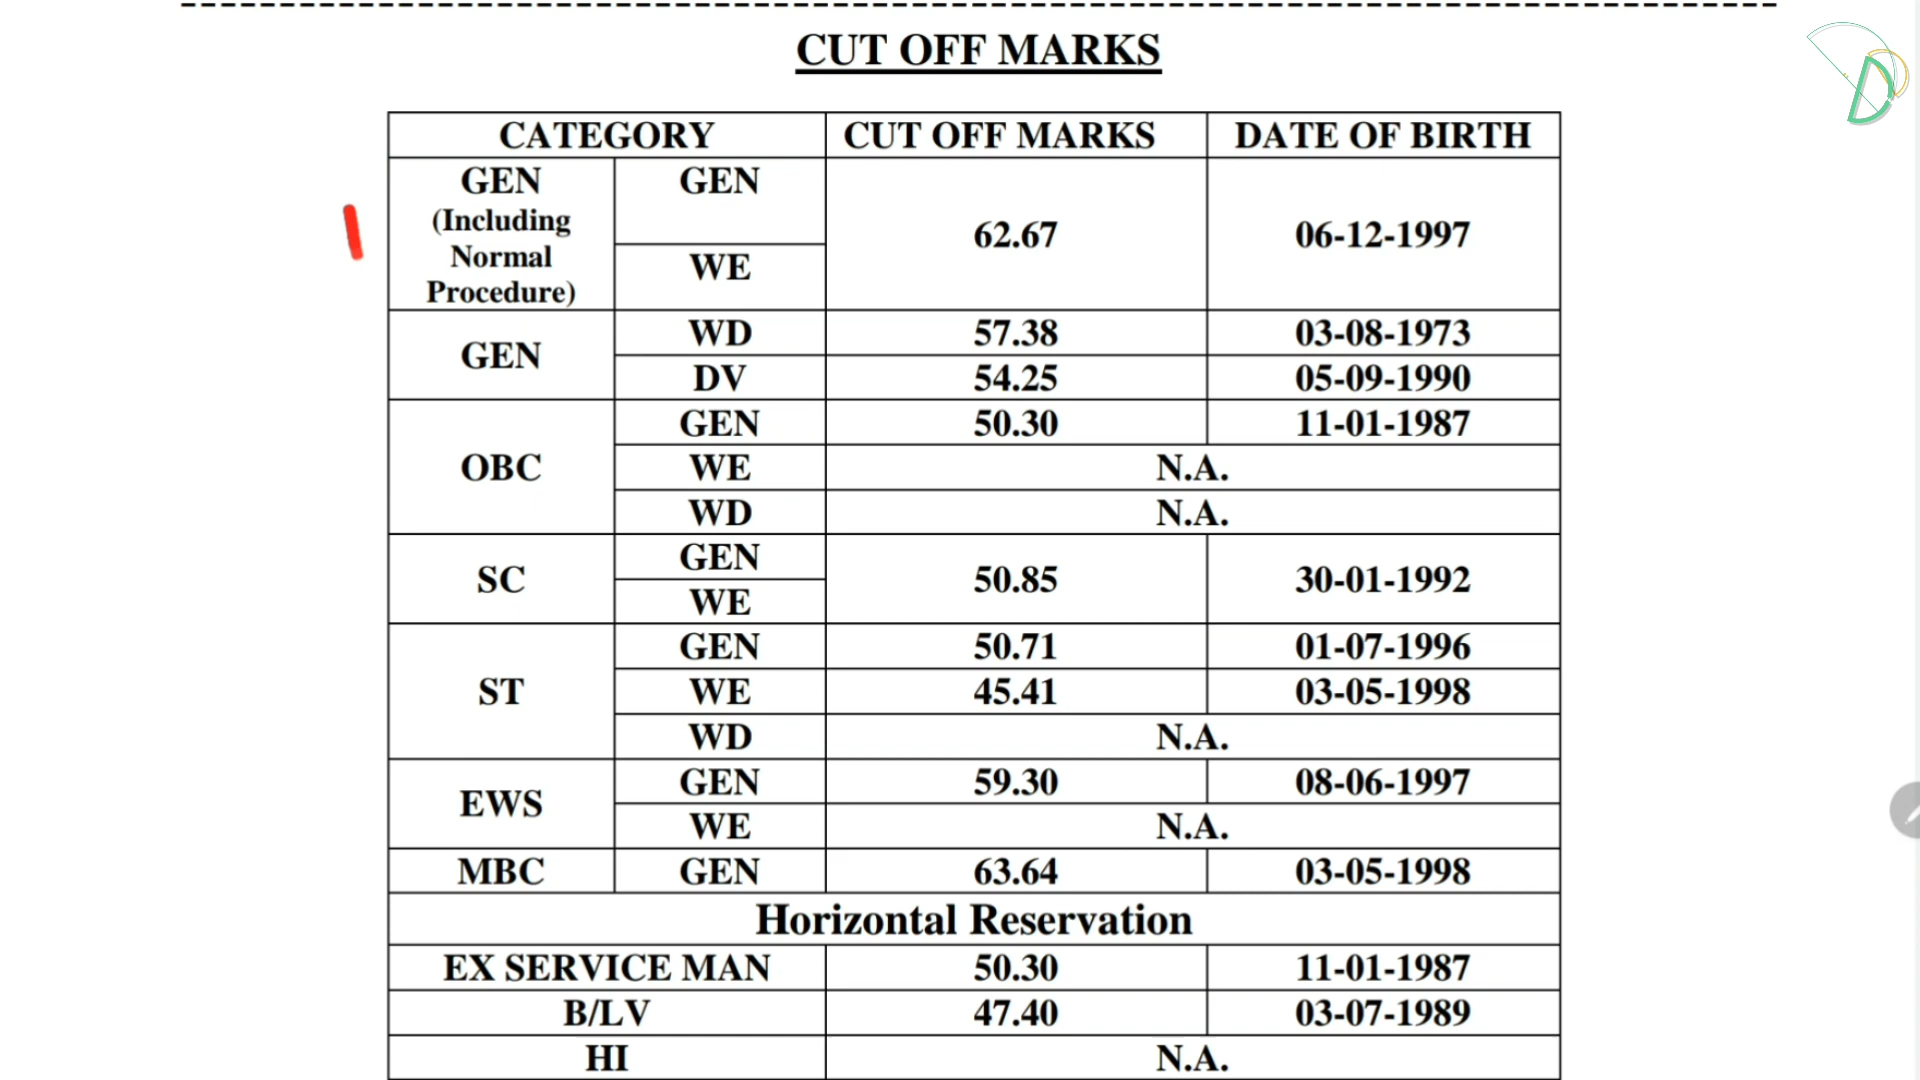 CUT OFF MARKS
CATEGORY CUT OFF MARKS DATE OF BIRTH
GEN (Including Normal Procedure) GEN 62.67 06-12-1997
WE
GEN WD 57.38 03-08-1973
DV 54.25 05-09-1990
OBC GEN 50.30 11-01-1987
WE N.A.
WD N.A.
SC GEN 50.85 30-01-1992
WE
ST GEN 50.71 01-07-1996
WE 45.41 03-05-1998
WD N.A.
EWS GEN 59.30 08-06-1997
WE N.A.
MBC GEN 63.64 03-05-1998
Horizontal Reservation
EX SERVICE MAN 50.30 11-01-1987
B/LV 47.40 03-07-1989
HI N.A.
D